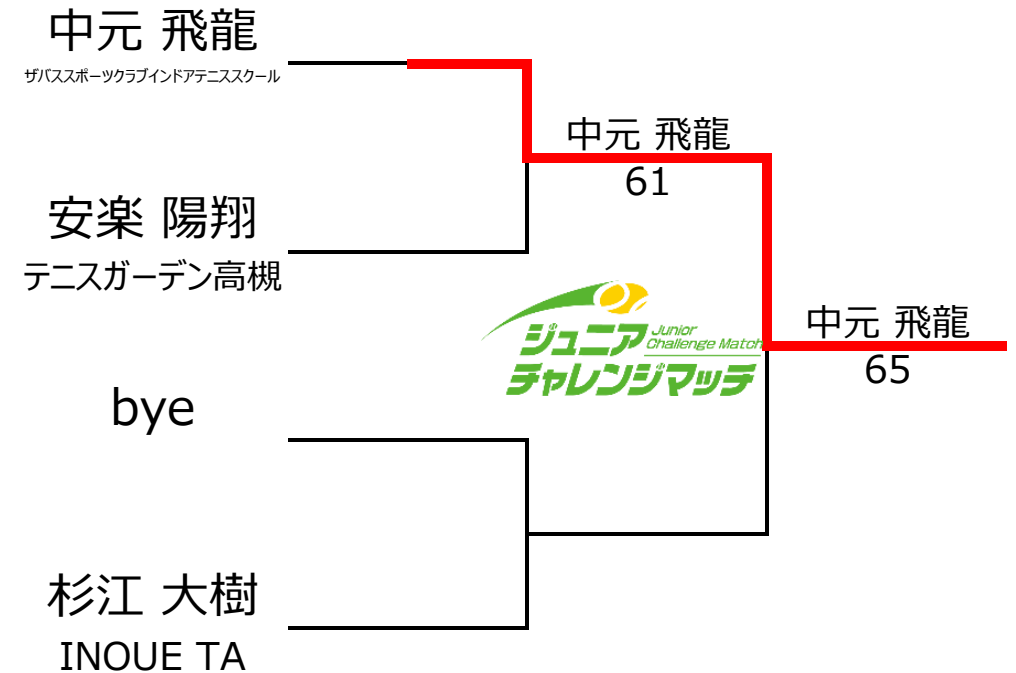 中元 飛龍
ザバススポーツクラブインドアテニススクール
中元 飛龍
61
安楽 陽翔
テニスガーデン高槻
ジュニア
Junior
Challenge Match
チャレンジマッチ
中元 飛龍
65
bye
杉江 大樹
INOUE TA